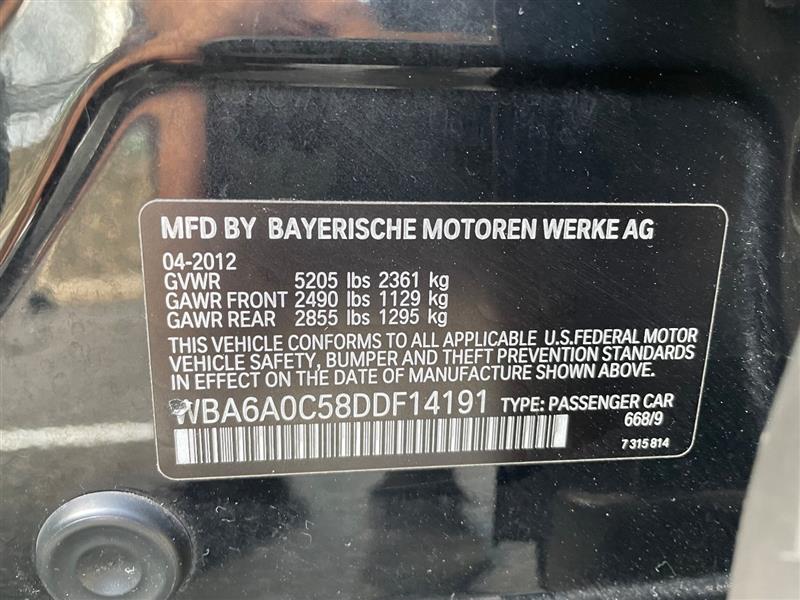 MFD BY BAYERISCHE MOTOREN WERKE AG
04-2012
GVWR 5205 lbs 2361 kg
GAWR FRONT 2490 lbs 1129 kg
GAWR REAR 2855 lbs 1295 kg
THIS VEHICLE CONFORMS TO ALL APPLICABLE U.S.FEDERAL MOTOR
VEHICLE SAFETY, BUMPER AND THEFT PREVENTION STANDARDS
IN EFFECT ON THE DATE OF MANUFACTURE SHOWN ABOVE.
WBA6A0C58DDF14191 TYPE: PASSENGER CAR
668/9
7 315 814